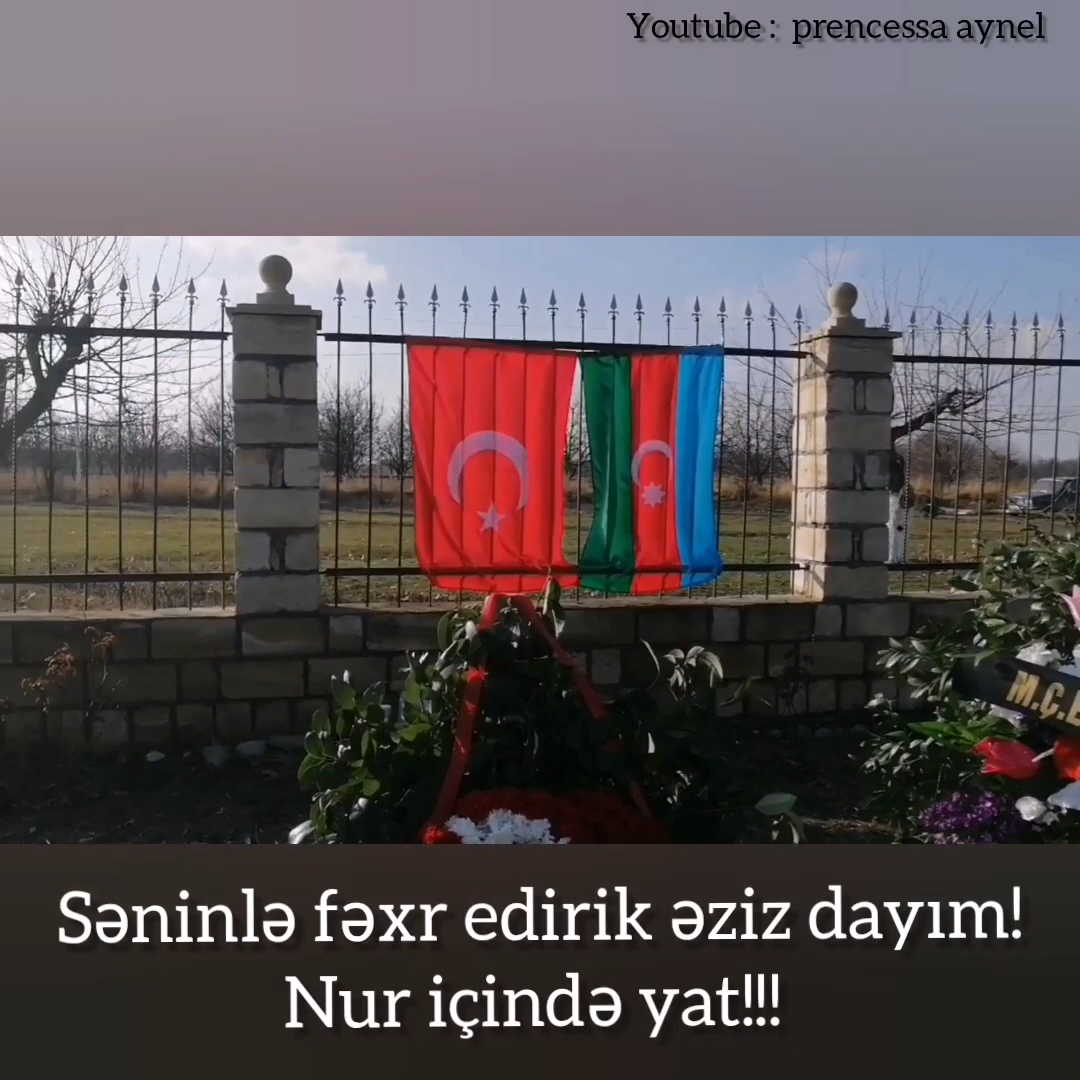 Youtube : prencessa aynel
M.Ç.
Səninlə fəxr edirik əziz dayım!
Nur içində yat!!!